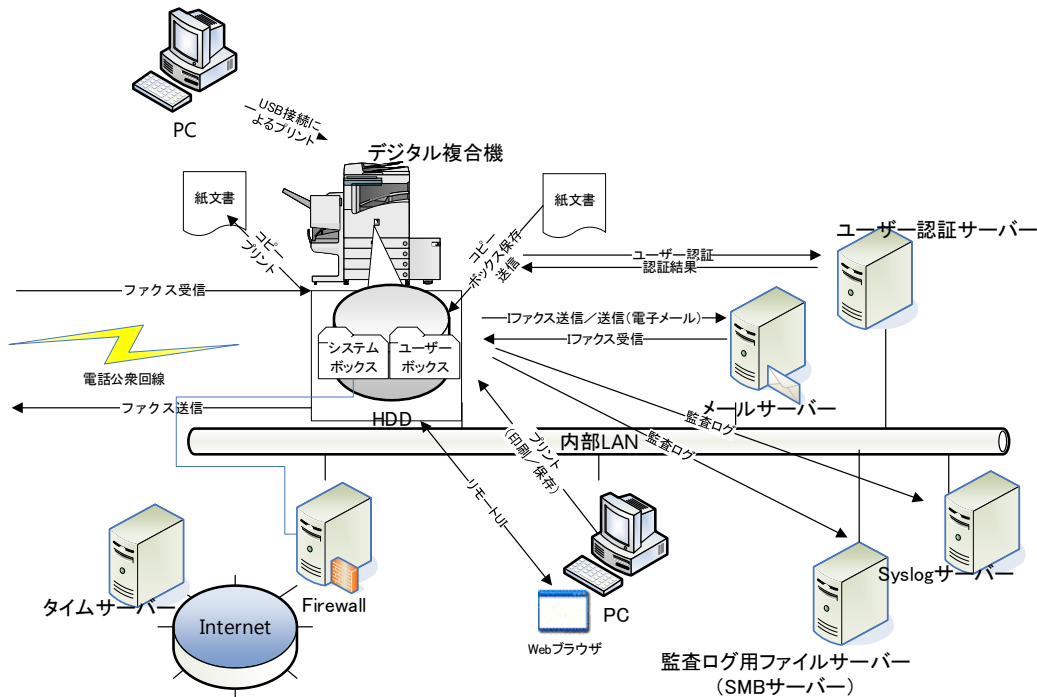 PC
USB接続に
よるプリント
デジタル複合機
紙文書
紙文書
コピー
プリント
コピー
ボックス保存
送信
ユーザー認証サーバー
ユーザー認証
認証結果
ファクス受信
Iファクス送信／送信(電子メール)
Iファクス受信
システム
ボックス
ユーザー
ボックス
電話公衆回線
ファクス送信
HDD
メールサーバー
監査ログ
監査ログ
内部LAN
プリント
(印刷／保存)
リモートUI
タイムサーバー
Firewall
Internet
PC
Webブラウザ
Syslogサーバー
監査ログ用ファイルサーバー
(SMBサーバー)